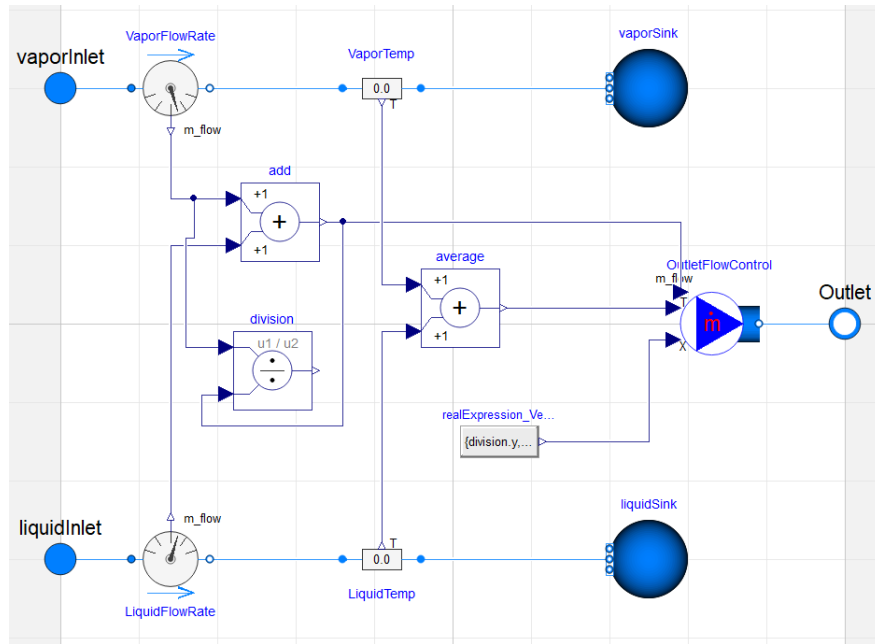 VaporFlowRate
vaporInlet
m_flow
VaporTemp
0.0
T
vaporSink
add
+1
+
+1
average
+1
+
+1
division
u1 / u2
÷
OutletFlowControl
m_flow
T
ṁ
X
Outlet
realExpression_Ve...
{division.y,...
liquidInlet
m_flow
LiquidFlowRate
T
0.0
LiquidTemp
liquidSink